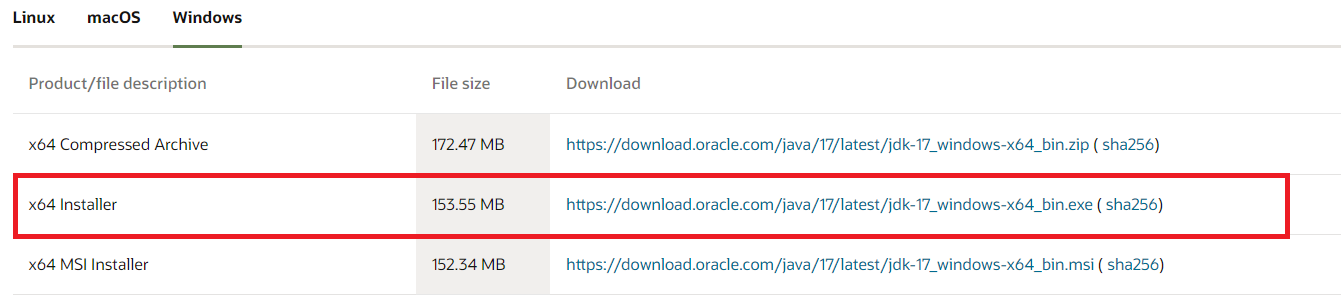 Linux macOS Windows
Product/file description File size Download
x64 Compressed Archive 172.47 MB https://download.oracle.com/java/17/latest/jdk-17_windows-x64_bin.zip ( sha256)
x64 Installer 153.55 MB https://download.oracle.com/java/17/latest/jdk-17_windows-x64_bin.exe ( sha256)
x64 MSI Installer 152.34 MB https://download.oracle.com/java/17/latest/jdk-17_windows-x64_bin.msi ( sha256)